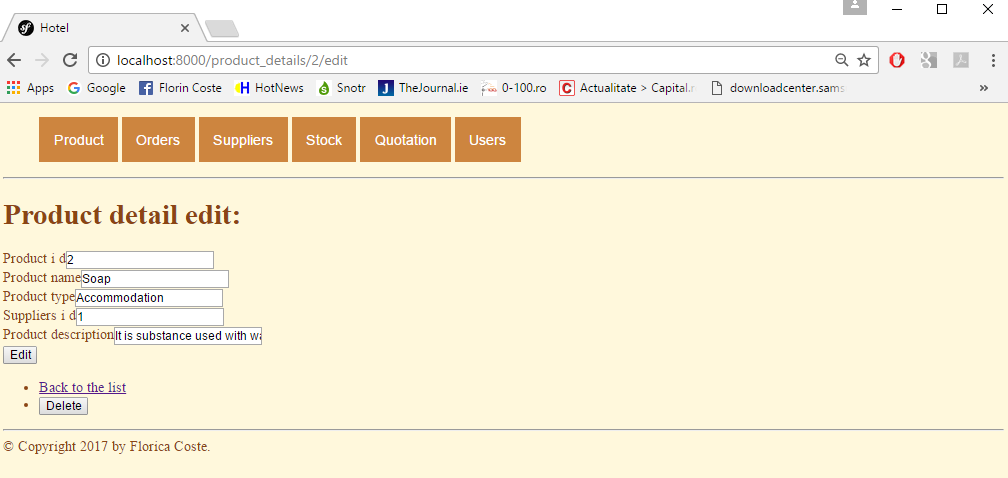 Hotel
localhost:8000/product_details/2/edit
Apps Google Florin Coste HotNews Snotr TheJournal.ie 0-100.ro Actualitate > Capital.r downloadcenter.sams »
Product Orders Suppliers Stock Quotation Users
Product detail edit:
Product i d 2
Product name Soap
Product type Accommodation
Suppliers i d 1
Product description It is substance used with wa
Edit
• Back to the list
• Delete
© Copyright 2017 by Florica Coste.